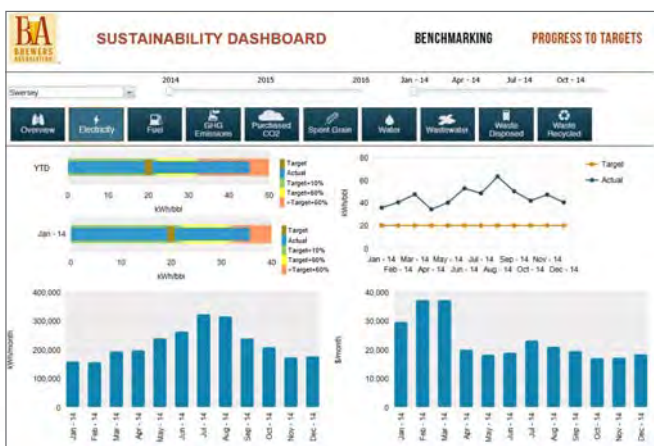 BA
BREWERS
ASSOCIATION
SUSTAINABILITY DASHBOARD
BENCHMARKING
PROGRESS TO TARGETS
2014 2015 2016
Jan - 14 Apr - 14 Jul - 14 Oct - 14
Swersey
Overview
Electricity
Fuel
GHG
Emissions
Purchased
CO2
Spent Grain
Water
Wastewater
Waste
Disposed
Waste
Recycled
YTD
0 10 20 30 40 50
kWh/bbl
Target
Actual
Target+10%
Target+60%
>Target+60%
Jan - 14
0 10 20 30 40
kWh/bbl
Target
Actual
Target+10%
Target+60%
>Target+60%
80
60
40
20
0
kWh/bbl
Target
Actual
Jan - 14 Mar - 14 May - 14 Jul - 14 Sep - 14 Nov - 14
Feb - 14 Apr - 14 Jun - 14 Aug - 14 Oct - 14 Dec - 14
400,000
300,000
200,000
100,000
0
kWh/month
Jan - 14
Feb - 14
Mar - 14
Apr - 14
May - 14
Jun - 14
Jul - 14
Aug - 14
Sep - 14
Oct - 14
Nov - 14
Dec - 14
40,000
30,000
20,000
10,000
0
$/month
Jan - 14
Feb - 14
Mar - 14
Apr - 14
May - 14
Jun - 14
Jul - 14
Aug - 14
Sep - 14
Oct - 14
Nov - 14
Dec - 14